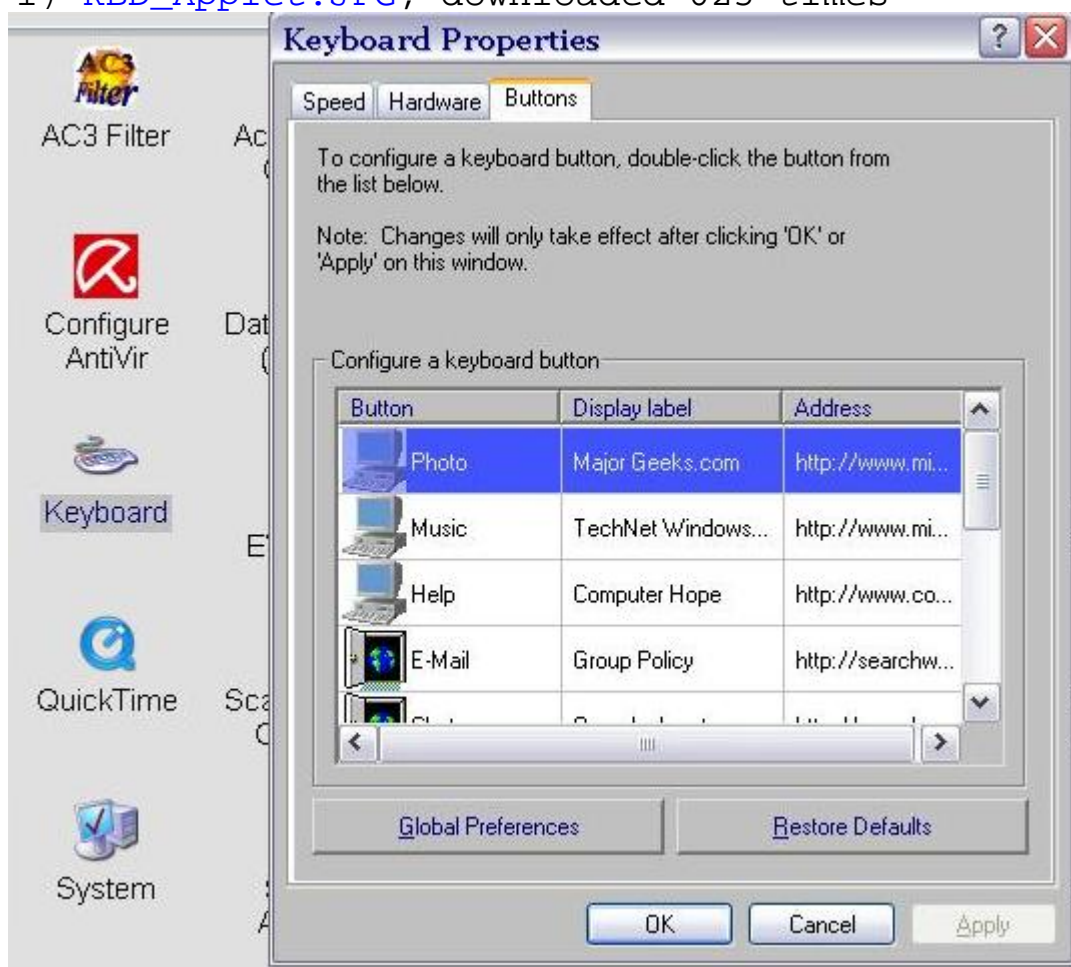 1) KBD_Applet.JPG, downloaded 625 times
Keyboard Properties
Speed Hardware Buttons
To configure a keyboard button, double-click the button from
the list below.
Note: Changes will only take effect after clicking 'OK' or
'Apply' on this window.
Configure a keyboard button
Button Display label Address
Photo Major Geeks.com http://www.mi...
Music TechNet Windows... http://www.mi...
Help Computer Hope http://www.co...
E-Mail Group Policy http://searchw...
Global Preferences Restore Defaults
OK Cancel Apply
AC3
Filter
AC3 Filter
Configure
AntiVir
Keyboard
QuickTime
System